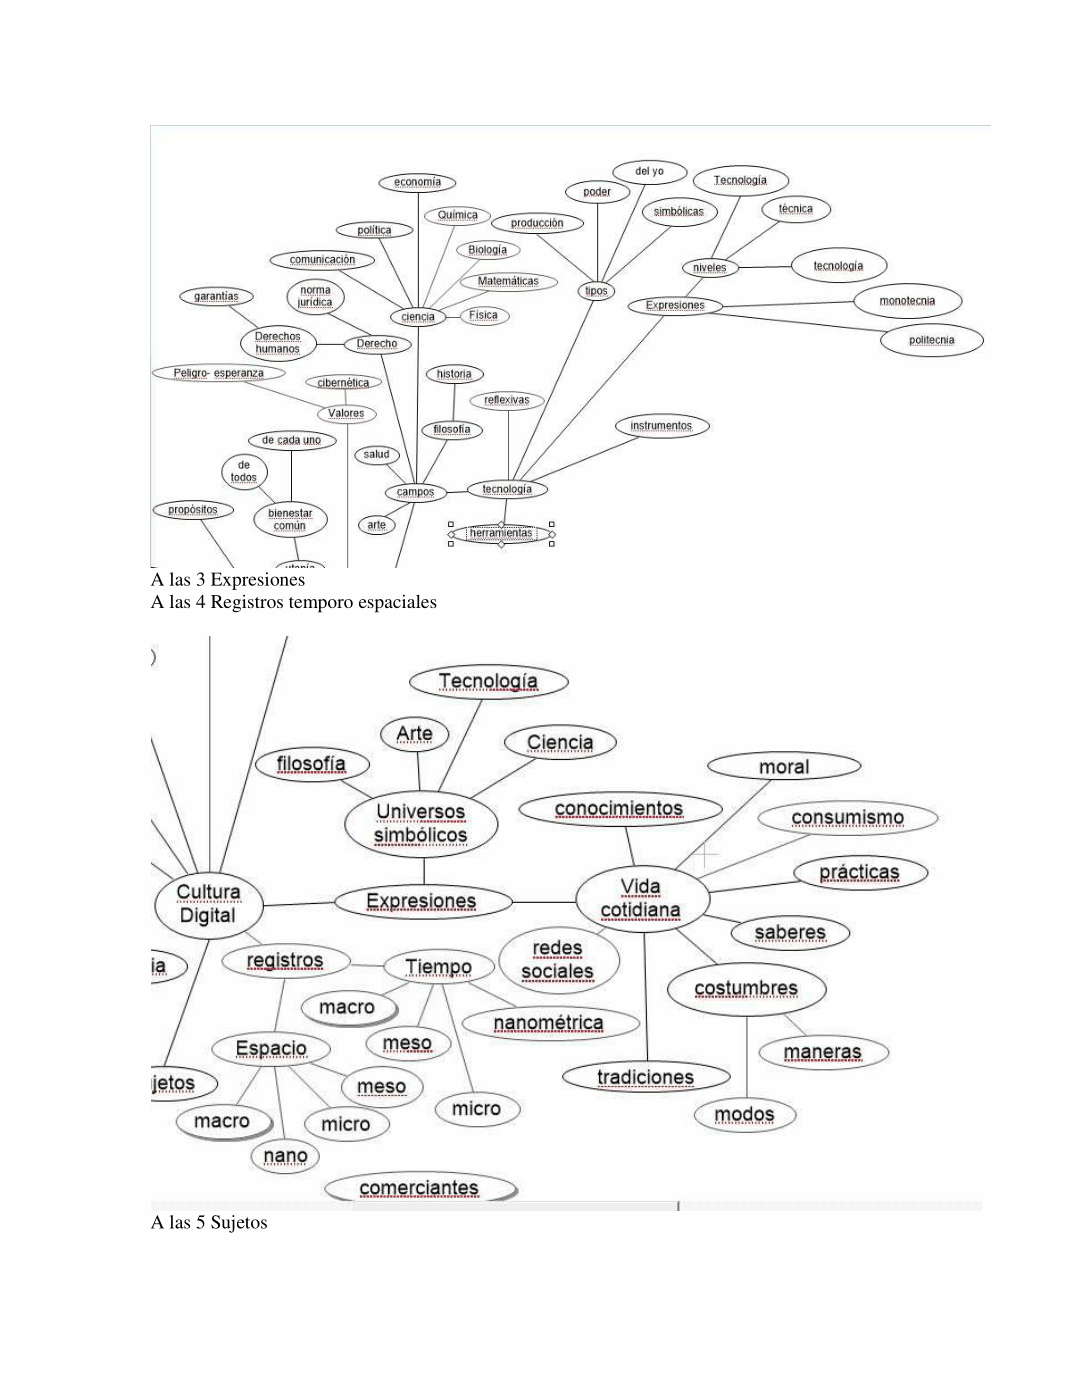 economía
del yo
Tecnología
poder
Química
producción
simbólicas
técnica
política
Biología
comunicación
niveles
tecnología
Matemáticas
garantías
norma
jurídica
tipos
Expresiones
monotecnia
ciencia
Física
Derechos
humanos
Derecho
politecnia
Peligro- esperanza
cibernética
historia
Valores
reflexivas
filosofía
instrumentos
de cada uno
salud
de
todos
campos
tecnología
propósitos
bienestar
común
arte
herramientas
utopía
A las 3 Expresiones
A las 4 Registros temporo espaciales
Tecnología
Arte
Ciencia
filosofía
moral
Universos
simbólicos
conocimientos
consumismo
Cultura
Digital
Expresiones
Vida
cotidiana
prácticas
saberes
redes
sociales
ia
registros
Tiempo
costumbres
macro
nanométrica
Espacio
meso
maneras
jetos
meso
tradiciones
macro
micro
micro
modos
nano
comerciantes
A las 5 Sujetos